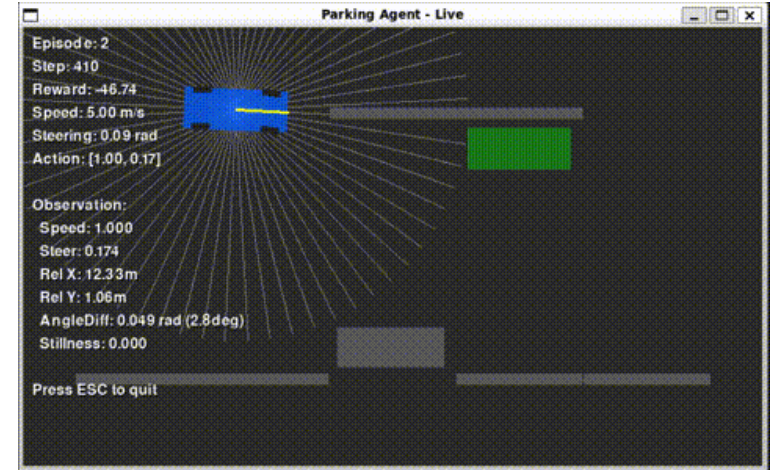 Parking Agent - Live
Episode: 2
Step: 410
Reward: -46.74
Speed: 5.00 m/s
Steering: 0.09 rad
Action: [1.00, 0.17]
Observation:
Speed: 1.000
Steer: 0.174
Rel X: 12.33m
Rel Y: 1.06m
AngleDiff: 0.049 rad (2.8deg)
Stillness: 0.000
Press ESC to quit